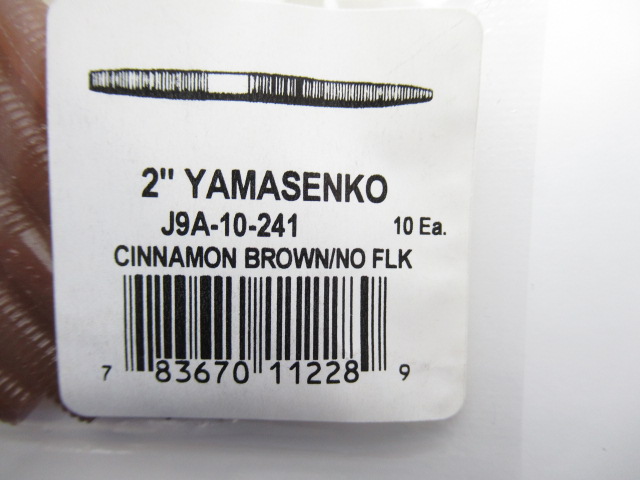 2" YAMASENKO
J9A-10-241 10 Ea.
CINNAMON BROWN/NO FLK
7 83670 11228 9